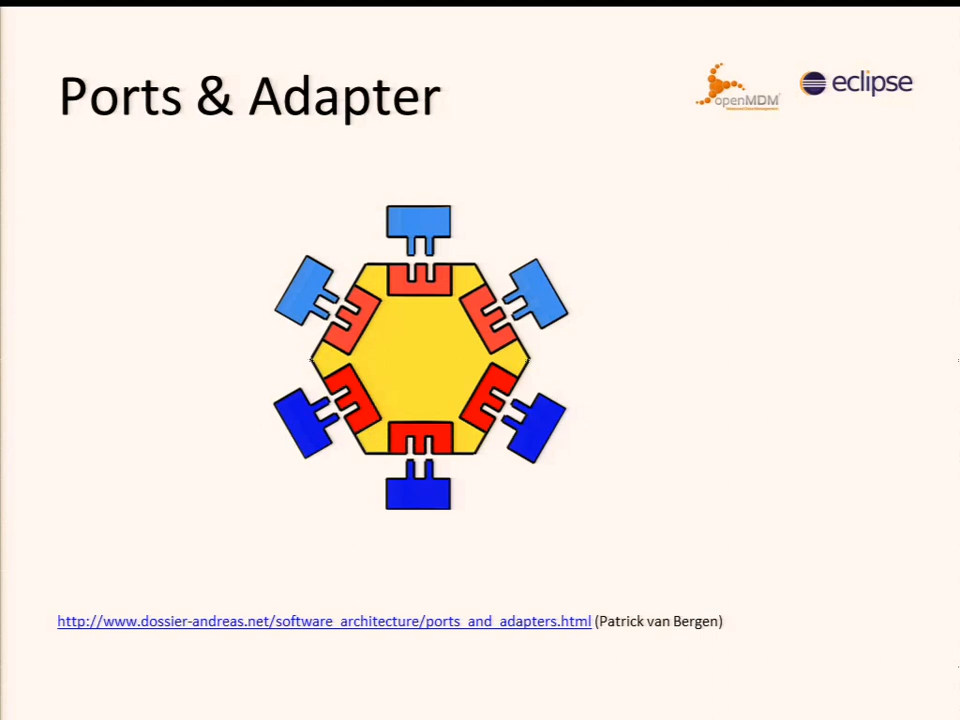 Ports & Adapter
openMDM
eclipse
http://www.dossier-andreas.net/software_architecture/ports_and_adapters.html (Patrick van Bergen)